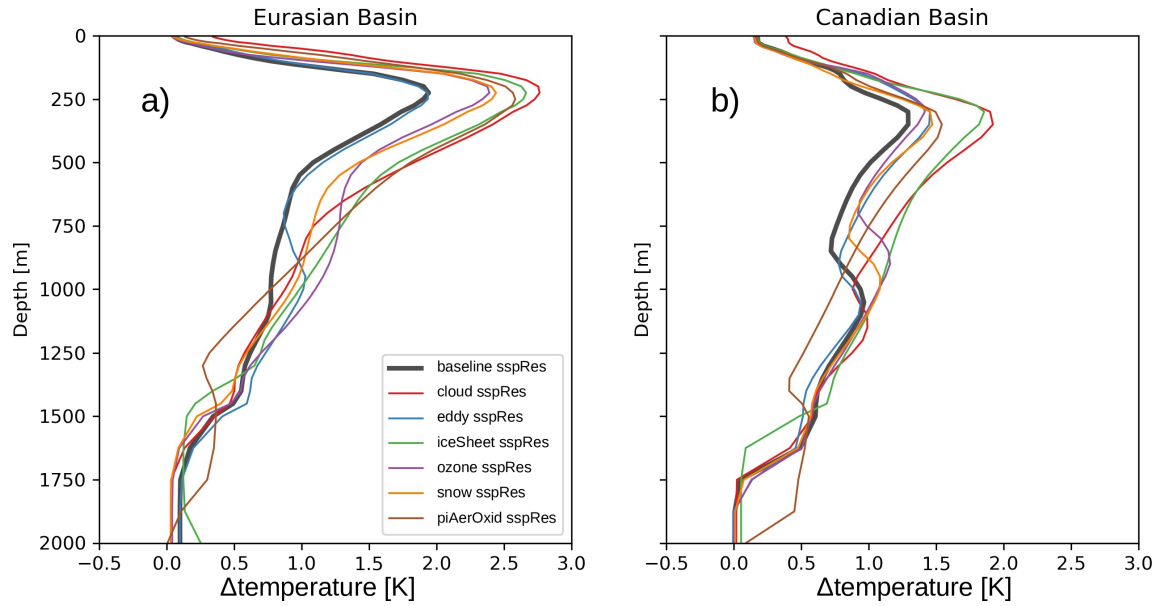 Eurasian Basin
a)
0
250
500
750
1000
1250
1500
1750
2000
Depth [m]
baseline sspRes
cloud sspRes
eddy sspRes
iceSheet sspRes
ozone sspRes
snow sspRes
piAerOxid sspRes
−0.5 0.0 0.5 1.0 1.5 2.0 2.5 3.0
Δtemperature [K]
Canadian Basin
b)
Depth [m]
−0.5 0.0 0.5 1.0 1.5 2.0 2.5 3.0
Δtemperature [K]